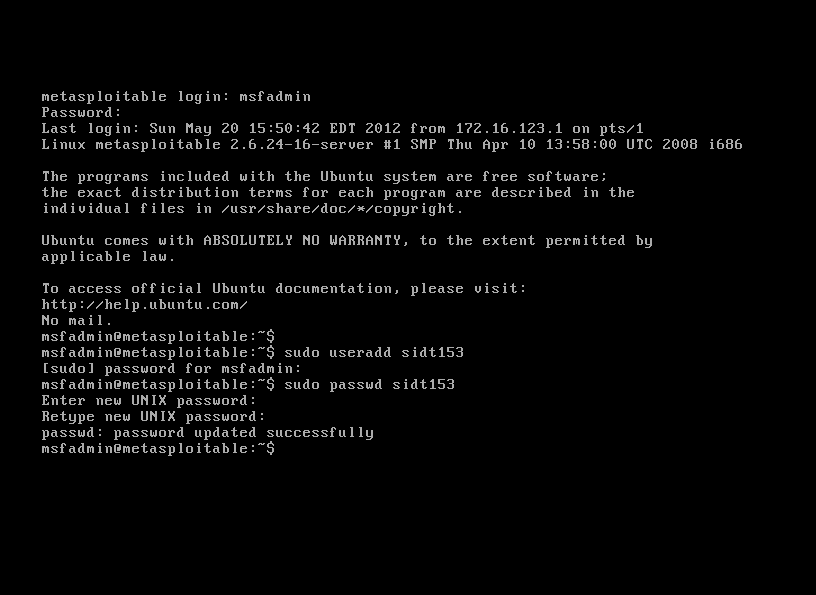 metasploitable login: msfadmin
Password:
Last login: Sun May 20 15:50:42 EDT 2012 from 172.16.123.1 on pts/1
Linux metasploitable 2.6.24-16-server #1 SMP Thu Apr 10 13:58:00 UTC 2008 i686
The programs included with the Ubuntu system are free software;
the exact distribution terms for each program are described in the
individual files in /usr/share/doc/*/copyright.
Ubuntu comes with ABSOLUTELY NO WARRANTY, to the extent permitted by
applicable law.
To access official Ubuntu documentation, please visit:
http://help.ubuntu.com/
No mail.
msfadmin@metasploitable:~$
msfadmin@metasploitable:~$ sudo useradd sidt153
[sudo] password for msfadmin:
msfadmin@metasploitable:~$ sudo passwd sidt153
Enter new UNIX password:
Retype new UNIX password:
passwd: password updated successfully
msfadmin@metasploitable:~$